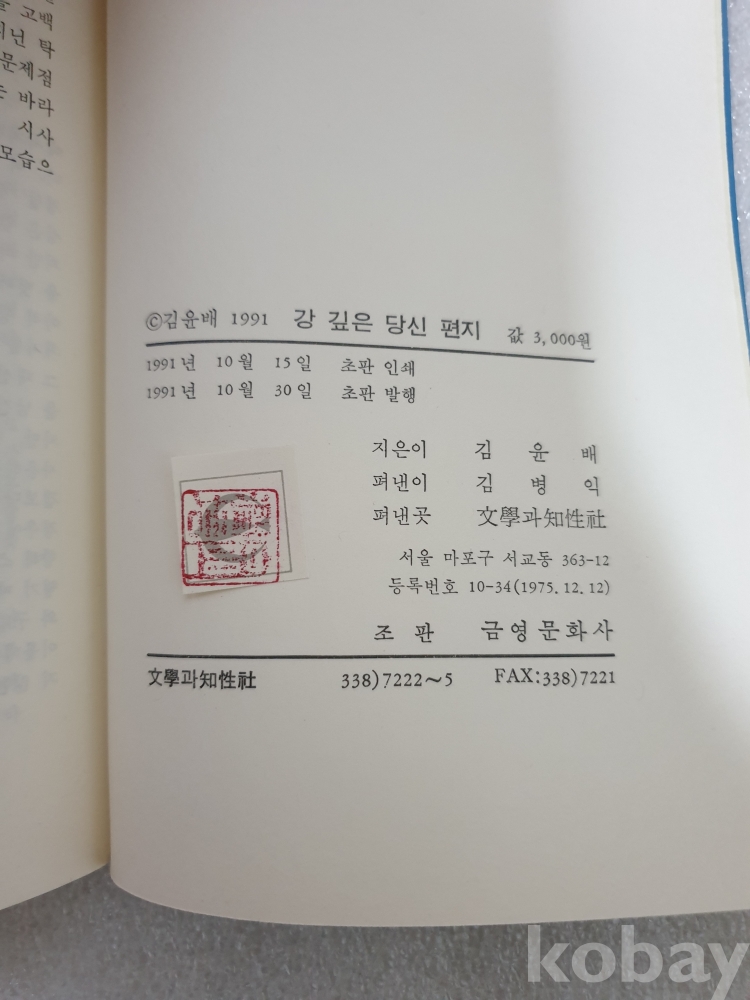 고백
닌 탁
문제점
바라
시사
모습으
©김윤배 1991 강 깊은 당신 편지 값 3,000원
1991년 10월 15일 초판 인쇄
1991년 10월 30일 초판 발행
지은이 김윤배
펴낸이 김병익
펴낸곳 文學과知性社
서울 마포구 서교동 363-12
등록번호 10-34(1975. 12. 12)
조판 금영문화사
文學과知性社 338)7222~5 FAX:338)7221
kobay